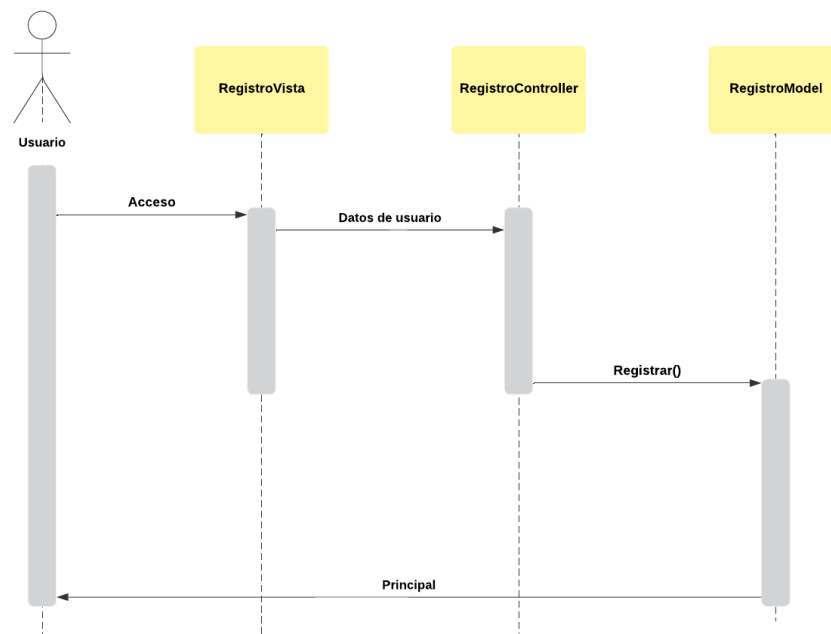 RegistroVista
RegistroController
RegistroModel
Usuario
Acceso
Datos de usuario
Registrar()
Principal